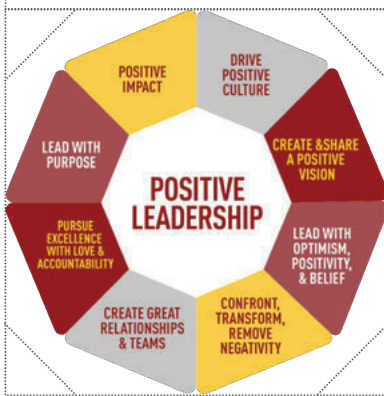 POSITIVE
IMPACT
DRIVE
POSITIVE
CULTURE
CREATE &SHARE
A POSITIVE
VISION
LEAD WITH
OPTIMISM,
POSITIVITY,
& BELIEF
CONFRONT,
TRANSFORM,
REMOVE
NEGATIVITY
CREATE GREAT
RELATIONSHIPS
& TEAMS
PURSUE
EXCELLENCE
WITH LOVE &
ACCOUNTABILITY
LEAD WITH
PURPOSE
POSITIVE
LEADERSHIP